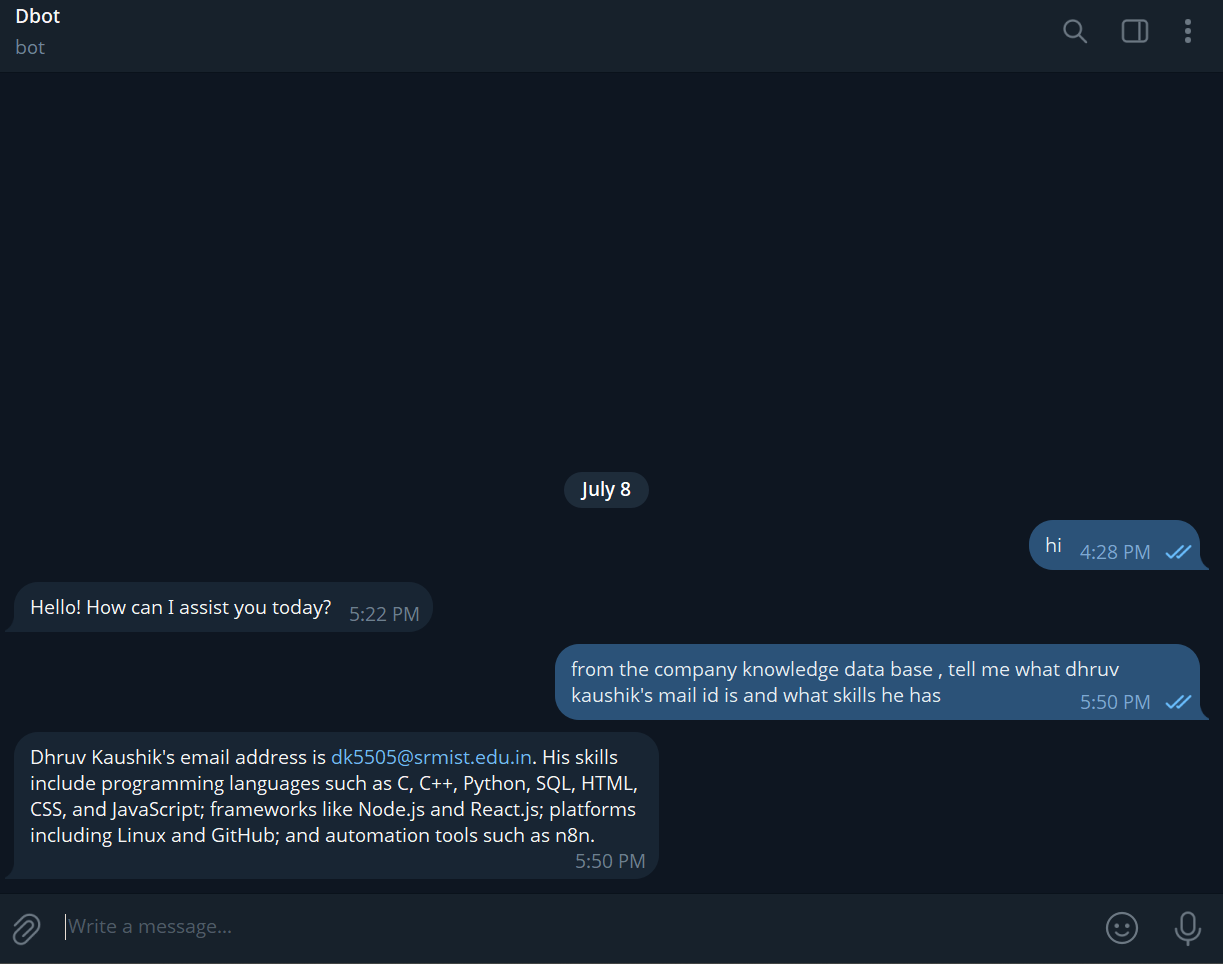 Dbot
bot
July 8
hi 4:28 PM
Hello! How can I assist you today? 5:22 PM
from the company knowledge data base , tell me what dhruv
kaushik's mail id is and what skills he has 5:50 PM
Dhruv Kaushik's email address is dk5505@srmist.edu.in. His skills
include programming languages such as C, C++, Python, SQL, HTML,
CSS, and JavaScript; frameworks like Node.js and React.js; platforms
including Linux and GitHub; and automation tools such as n8n.
5:50 PM
Write a message...